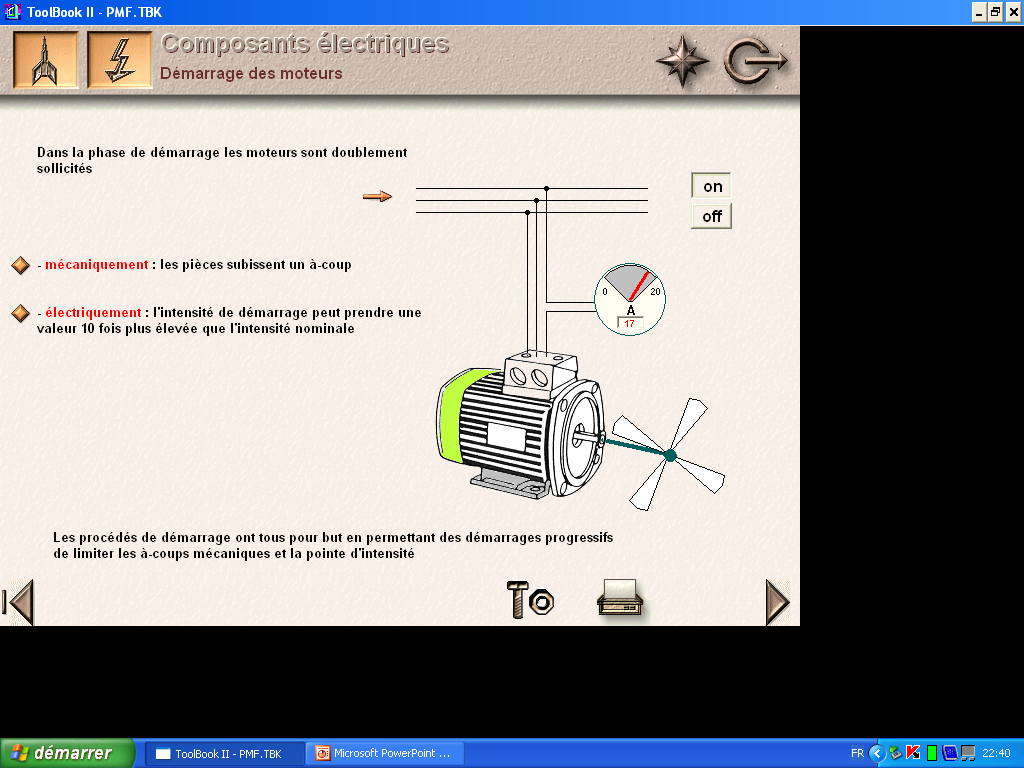 ToolBook II - PMF.TBK
Composants électriques
Démarrage des moteurs
Dans la phase de démarrage les moteurs sont doublement
sollicités
on
off
- mécaniquement : les pièces subissent un à-coup
0
20
A
17
- électriquement : l'intensité de démarrage peut prendre une
valeur 10 fois plus élevée que l'intensité nominale
Les procédés de démarrage ont tous pour but en permettant des démarrages progressifs
de limiter les à-coups mécaniques et la pointe d'intensité
démarrer
ToolBook II - PMF.TBK
Microsoft PowerPoint ...
FR
22:40